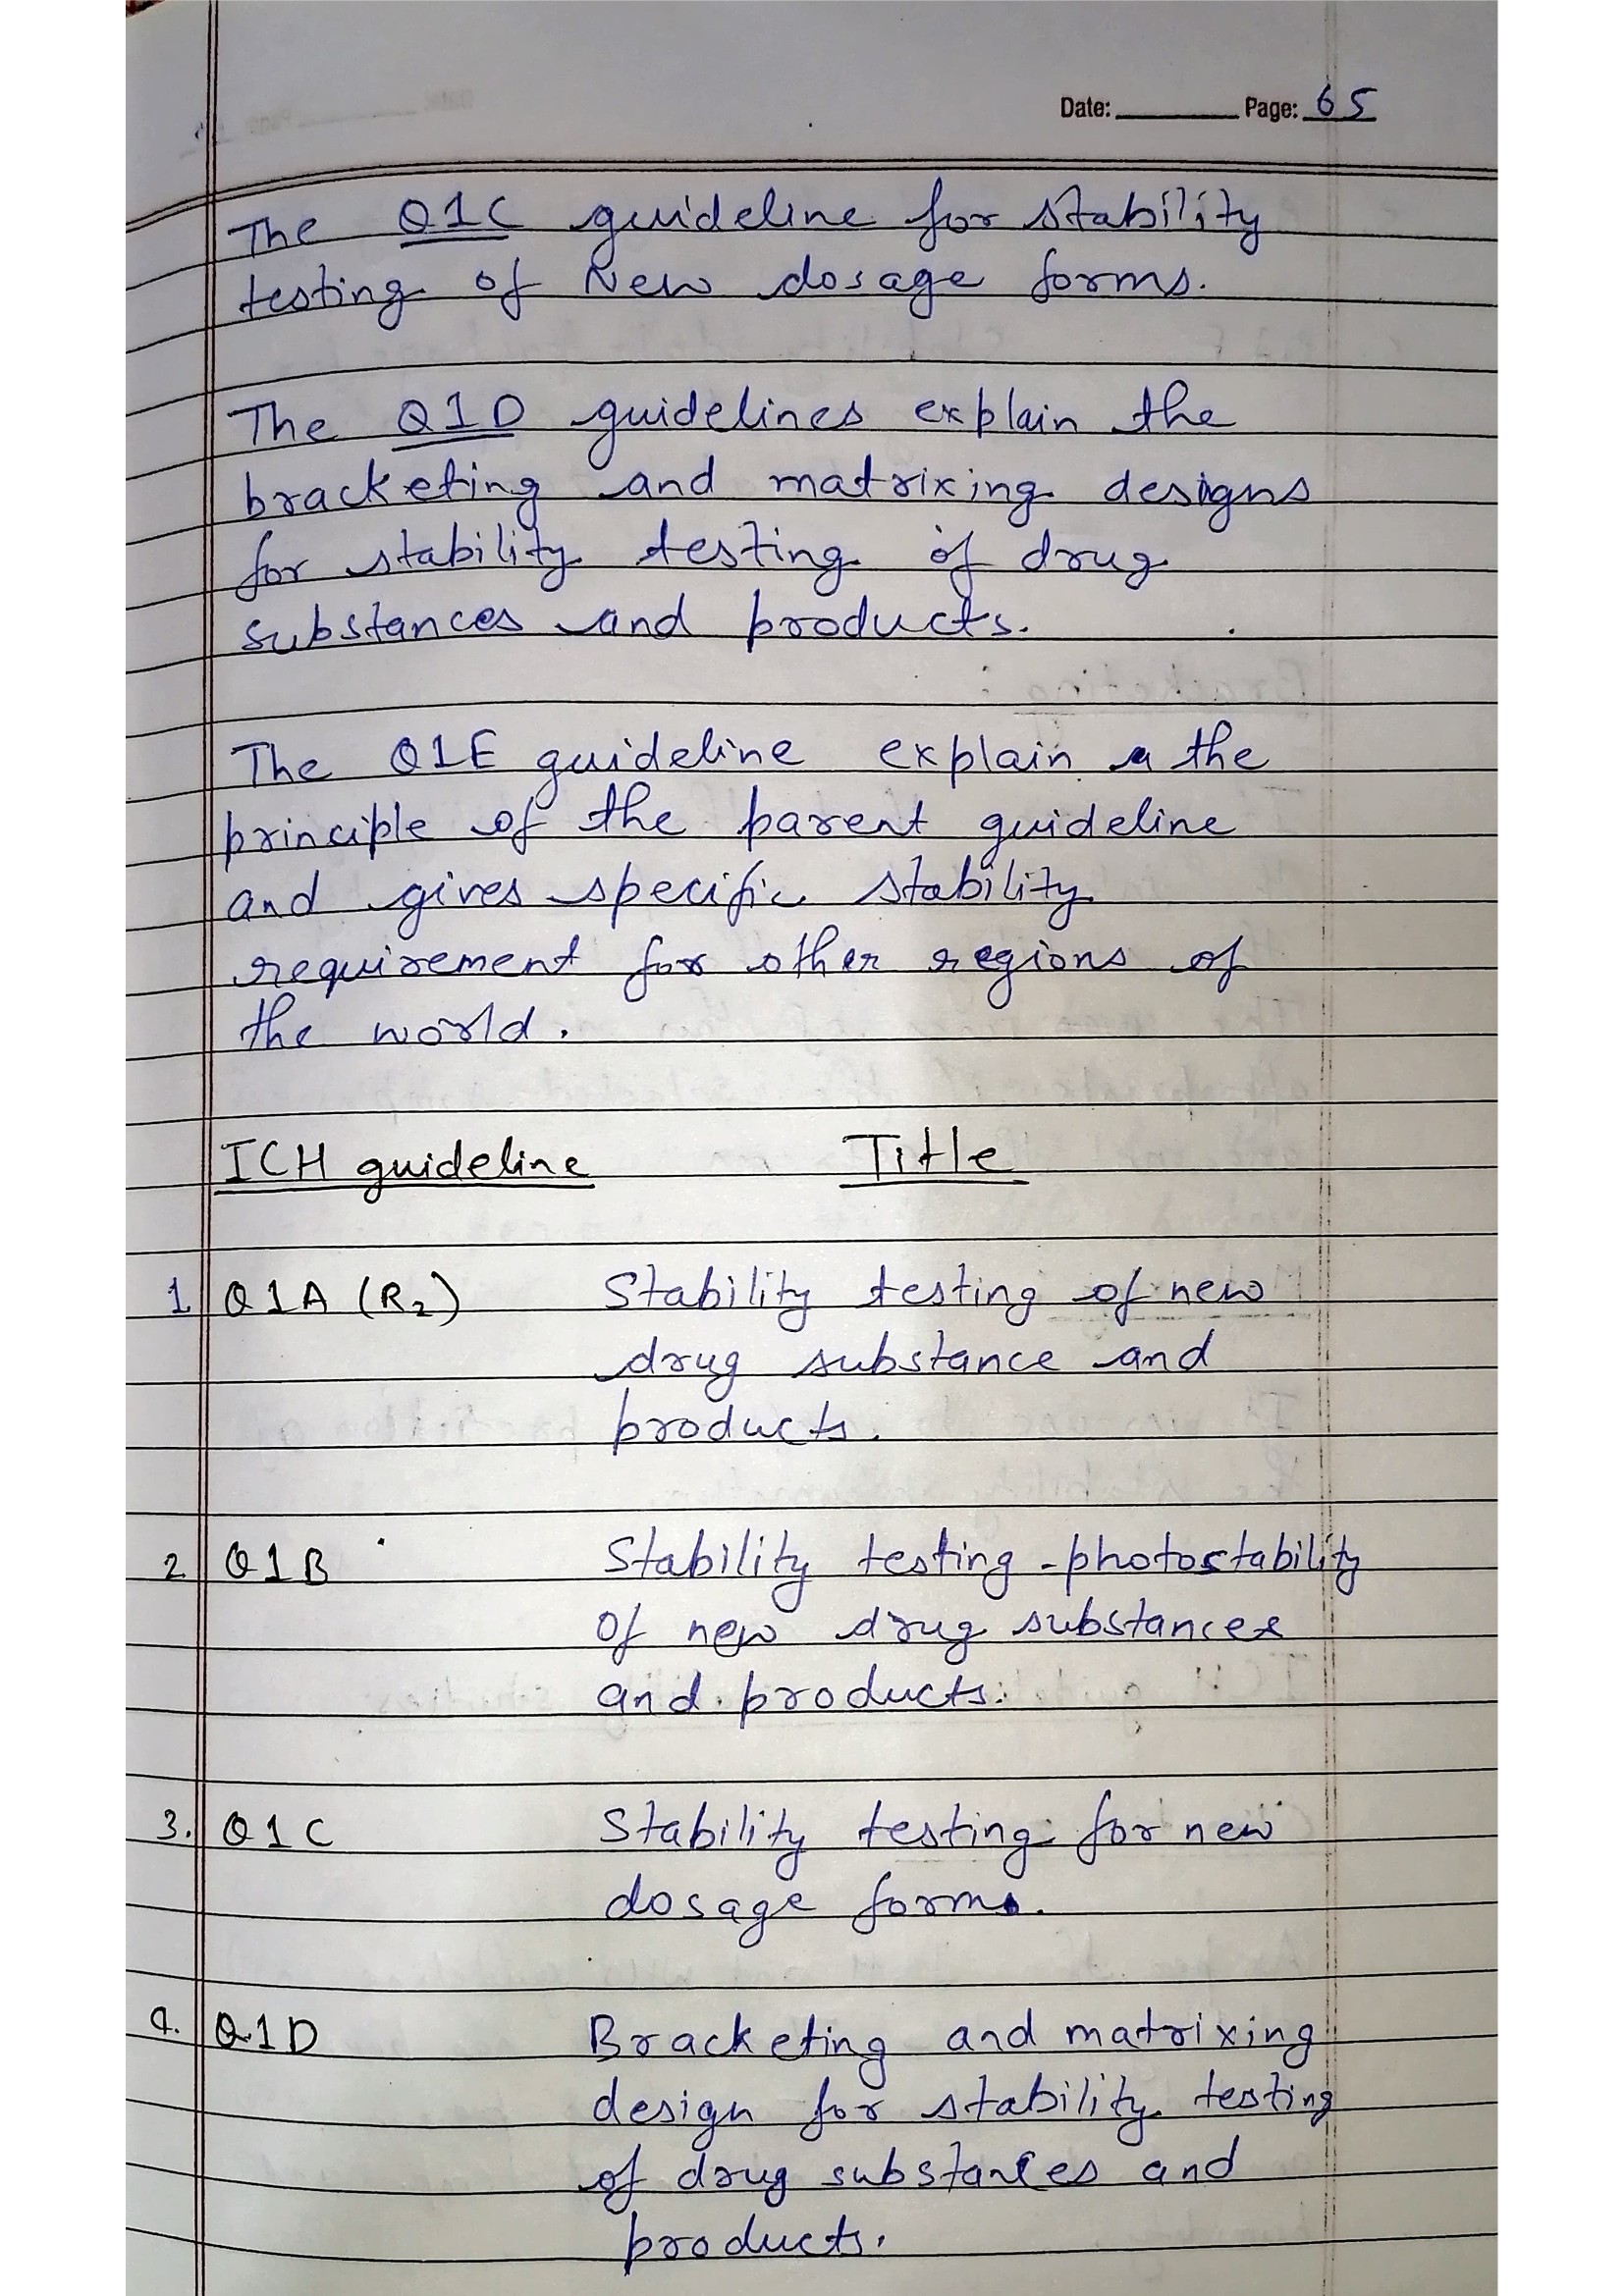 Date: Page: 65
The Q1C guideline for stability
testing of New dosage forms.
The Q1D guidelines explain the
bracketing and matrixing designs
for stability testing of drug
substances and products.
The Q1E guideline explain the
principle of the parent guideline
and gives specific stability
requirement for other regions of
the world.
ICH guideline Title
1 Q1A (R2) Stability testing of new
drug substance and
products.
2 Q1B Stability testing - photostability
Of new drug substances
and products.
3. Q1C Stability testing for new
dosage forms.
4. Q1D Bracketing and matrixing
design for stability testing
of drug substances and
products.